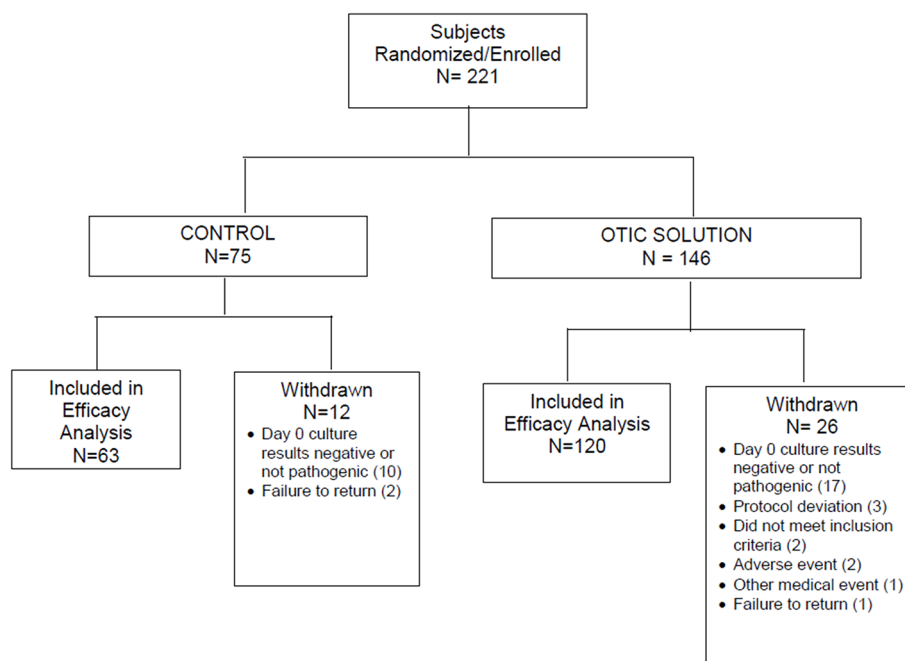 Subjects
Randomized/Enrolled
N= 221
CONTROL
N=75
OTIC SOLUTION
N = 146
Included in
Efficacy
Analysis
N=63
Withdrawn
N=12
• Day 0 culture
results negative or
not pathogenic (10)
• Failure to return (2)
Included in
Efficacy Analysis
N=120
Withdrawn
N= 26
• Day 0 culture results
negative or not
pathogenic (17)
• Protocol deviation (3)
• Did not meet inclusion
criteria (2)
• Adverse event (2)
• Other medical event (1)
• Failure to return (1)